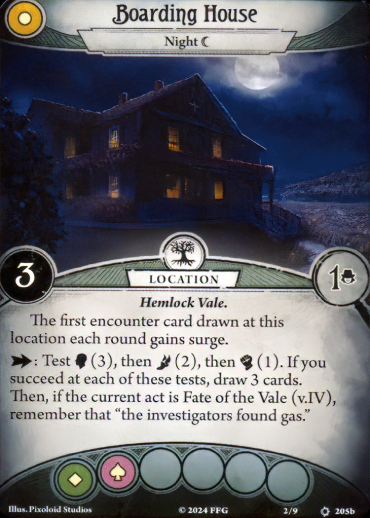 Boarding House
Night
3
LOCATION
1
Hemlock Vale.
The first encounter card drawn at this
location each round gains surge.
: Test (3), then (2), then (1). If you
succeed at each of these tests, draw 3 cards.
Then, if the current act is Fate of the Vale (v.IV),
remember that “the investigators found gas.”
Illus. Pixoloid Studios © 2024 FFG 2/9 205b